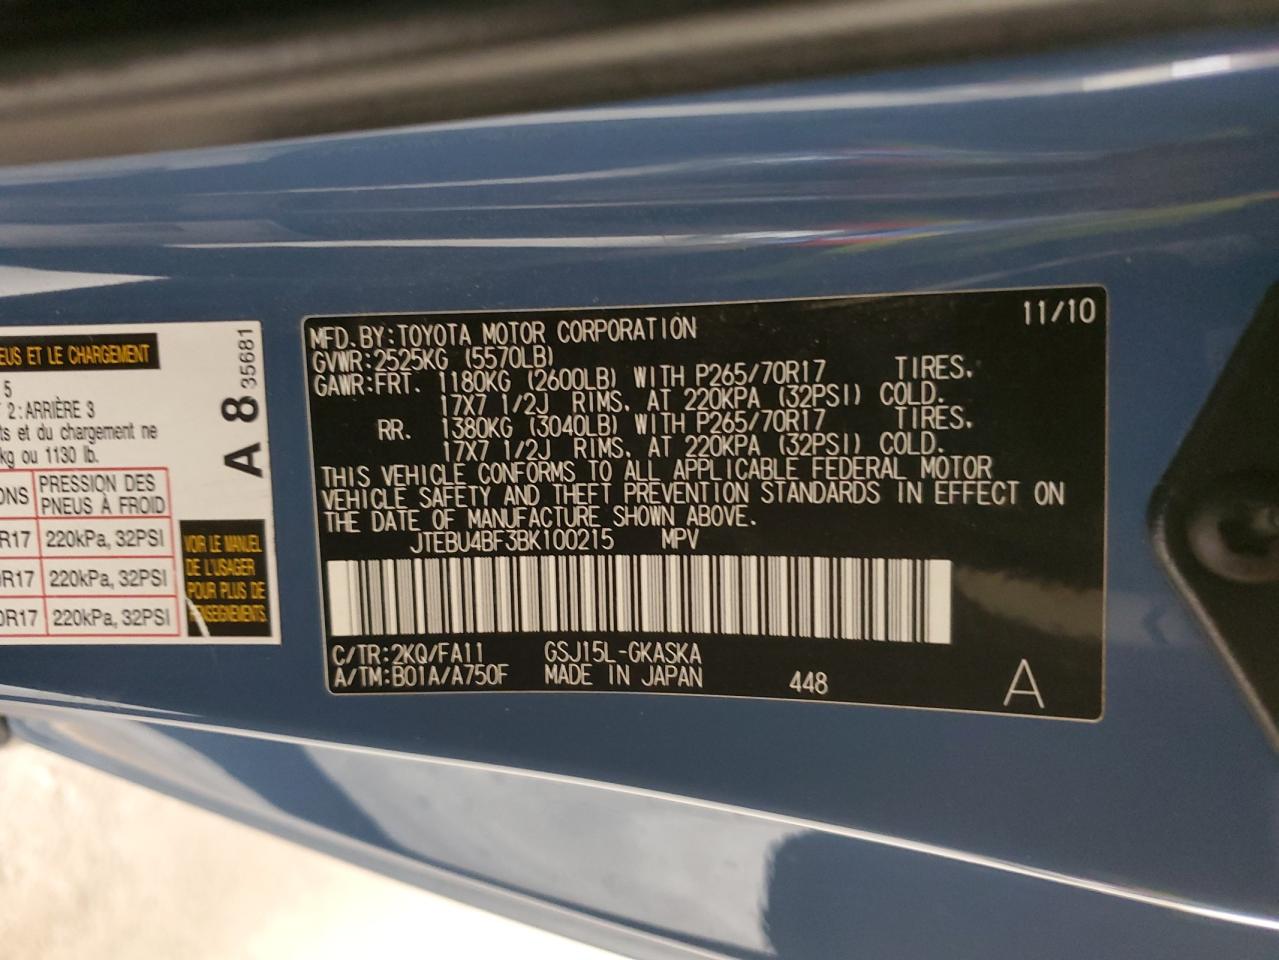 EUS ET LE CHARGEMENT
5
2: ARRIÈRE 3
ts et du chargement ne
kg ou 1130 lb.
ONS PRESSION DES PNEUS À FROID
R17 220kPa, 32PSI
0R17 220kPa, 32PSI
0R17 220kPa, 32PSI
A 8 35681
VOIR LE MANUEL
DE L'USAGER
POUR PLUS DE
RENSEIGNEMENTS
11/10
MFD. BY: TOYOTA MOTOR CORPORATION
GVWR: 2525KG (5570LB)
GAWR: FRT. 1180KG (2600LB) WITH P265/70R17 TIRES,
17X7 1/2J RIMS, AT 220KPA (32PSI) COLD.
RR. 1380KG (3040LB) WITH P265/70R17 TIRES,
17X7 1/2J RIMS, AT 220KPA (32PSI) COLD.
THIS VEHICLE CONFORMS TO ALL APPLICABLE FEDERAL MOTOR
VEHICLE SAFETY AND THEFT PREVENTION STANDARDS IN EFFECT ON
THE DATE OF MANUFACTURE SHOWN ABOVE.
JTEBU4BF3BK100215 MPV
C/TR: 2KQ/FA11 GSJ15L-GKASKA
A/TM: B01A/A750F MADE IN JAPAN 448 A